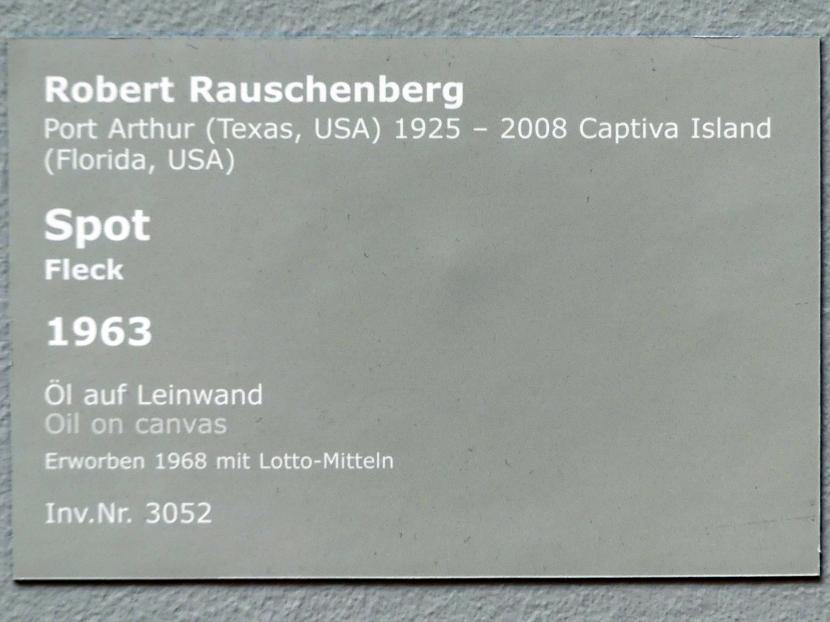 Robert Rauschenberg
Port Arthur (Texas, USA) 1925 – 2008 Captiva Island
(Florida, USA)
Spot
Fleck
1963
Öl auf Leinwand
Oil on canvas
Erworben 1968 mit Lotto-Mitteln
Inv.Nr. 3052